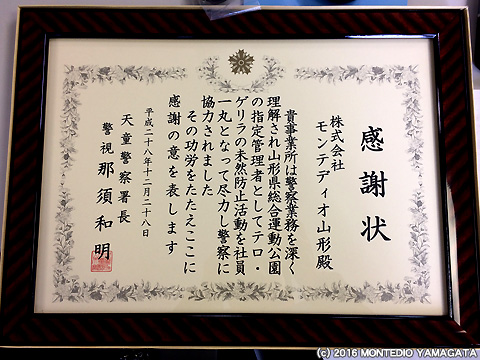 感謝状
株式会社
モンテディオ山形殿
貴事業所は警察業務を深く
理解され山形県総合運動公園
の指定管理者としてテロ・
ゲリラの未然防止活動を社員
一丸となって尽力し警察に
協力されました
その功労をたたえここに
感謝の意を表します
平成二十八年十二月二十八日
天童警察署長
警視 那須和明
(c) 2016 MONTEDIO YAMAGATA